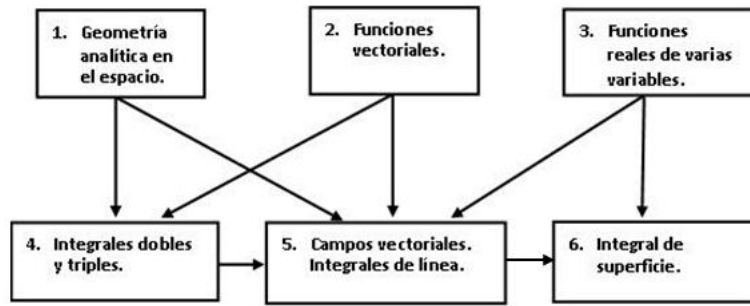 1. Geometría
analítica en
el espacio.
2. Funciones
vectoriales.
3. Funciones
reales de varias
variables.
4. Integrales dobles
y triples.
5. Campos vectoriales.
Integrales de línea.
6. Integral de
superficie.